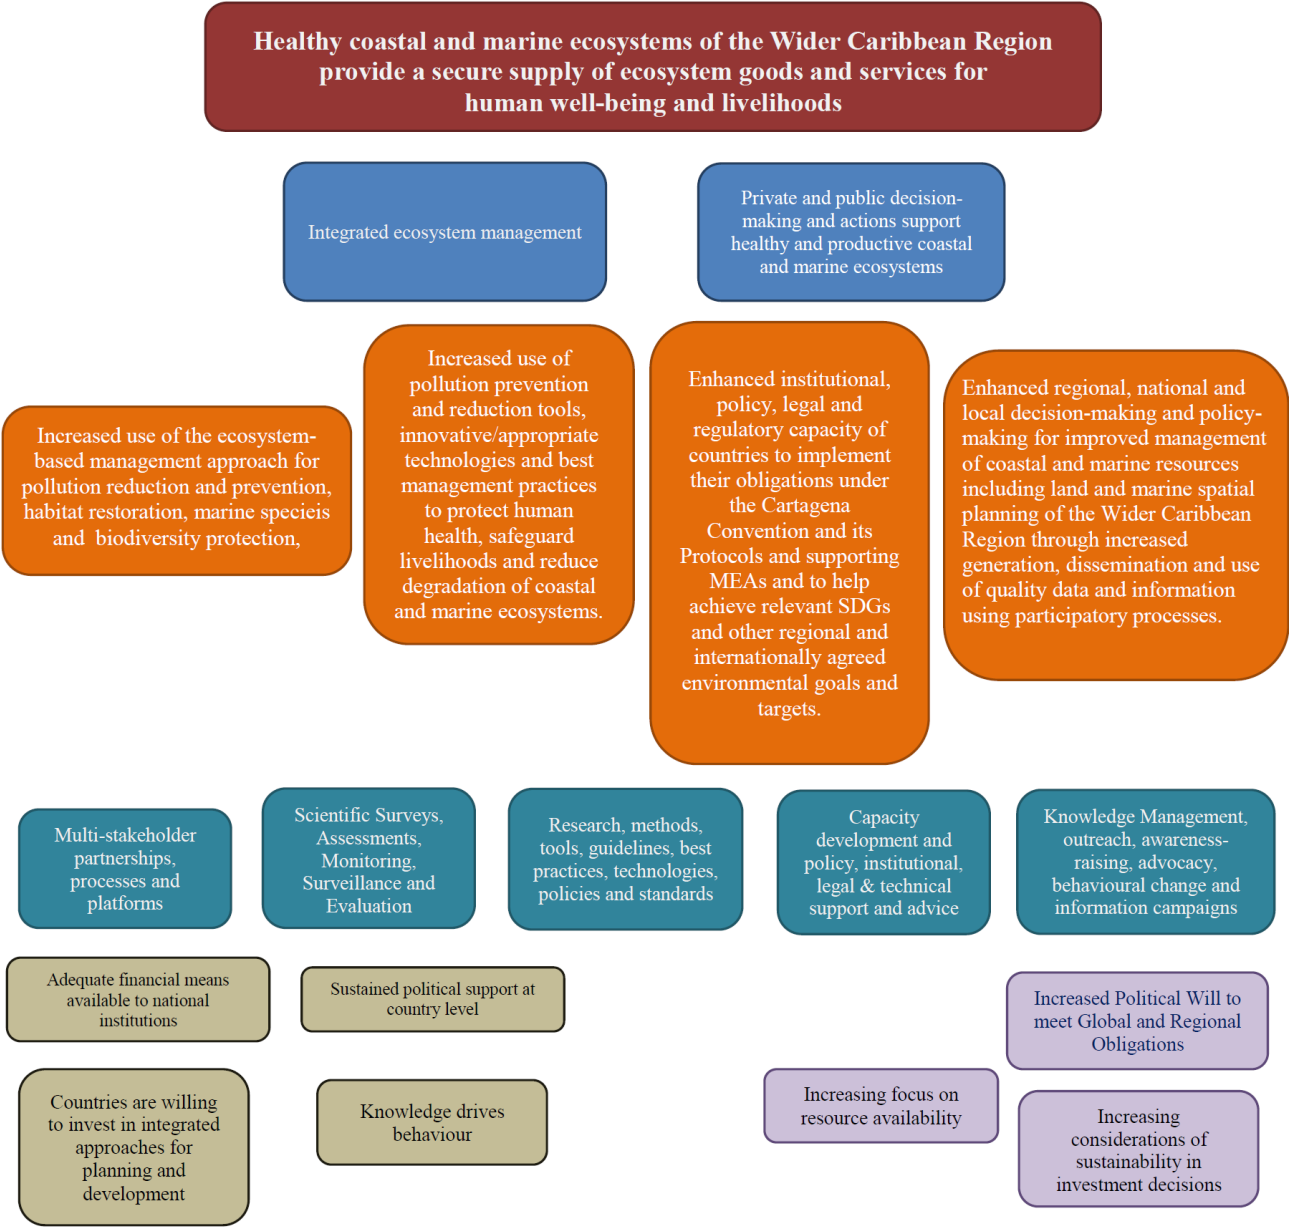 Healthy coastal and marine ecosystems of the Wider Caribbean Region
provide a secure supply of ecosystem goods and services for
human well-being and livelihoods
Integrated ecosystem management
Private and public decision-
making and actions support
healthy and productive coastal
and marine ecosystems
Increased use of the ecosystem-
based management approach for
pollution reduction and prevention,
habitat restoration, marine specieis
and biodiversity protection,
Increased use of
pollution prevention
and reduction tools,
innovative/appropriate
technologies and best
management practices
to protect human
health, safeguard
livelihoods and reduce
degradation of coastal
and marine ecosystems.
Enhanced institutional,
policy, legal and
regulatory capacity of
countries to implement
their obligations under
the Cartagena
Convention and its
Protocols and supporting
MEAs and to help
achieve relevant SDGs
and other regional and
internationally agreed
environmental goals and
targets.
Enhanced regional, national and
local decision-making and policy-
making for improved management
of coastal and marine resources
including land and marine spatial
planning of the Wider Caribbean
Region through increased
generation, dissemination and use
of quality data and information
using participatory processes.
Multi-stakeholder
partnerships,
processes and
platforms
Scientific Surveys,
Assessments,
Monitoring,
Surveillance and
Evaluation
Research, methods,
tools, guidelines, best
practices, technologies,
policies and standards
Capacity
development and
policy, institutional,
legal & technical
support and advice
Knowledge Management,
outreach, awareness-
raising, advocacy,
behavioural change and
information campaigns
Adequate financial means
available to national
institutions
Sustained political support at
country level
Increased Political Will to
meet Global and Regional
Obligations
Countries are willing
to invest in integrated
approaches for
planning and
development
Knowledge drives
behaviour
Increasing focus on
resource availability
Increasing
considerations of
sustainability in
investment decisions